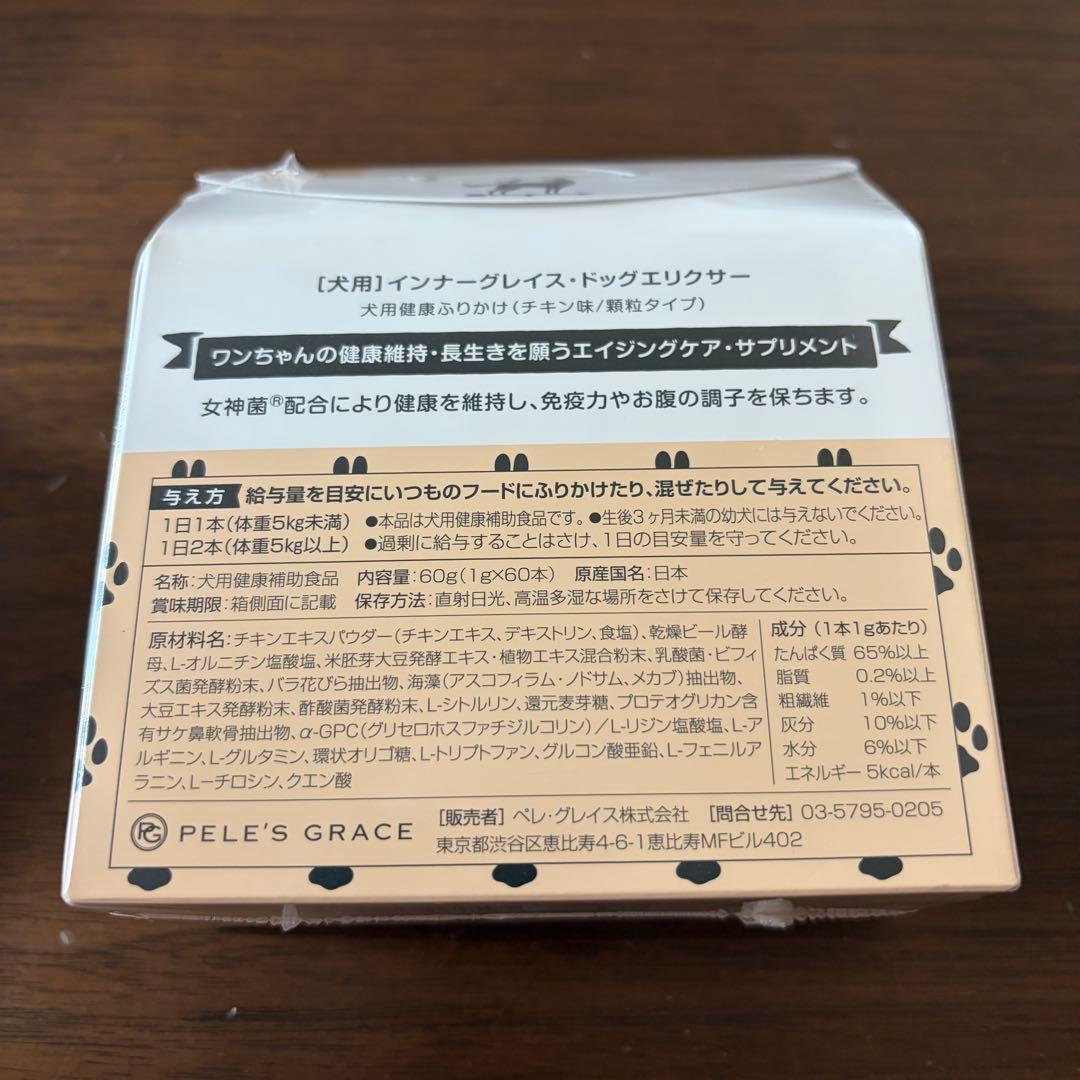 [犬用]インナーグレイス・ドッグエリクサー
犬用健康ふりかけ(チキン味/顆粒タイプ)
ワンちゃんの健康維持・長生きを願うエイジングケア・サプリメント
女神菌®配合により健康を維持し、免疫力やお腹の調子を保ちます。
与え方 給与量を目安にいつものフードにふりかけたり、混ぜたりして与えてください。
1日1本(体重5kg未満) ●本品は犬用健康補助食品です。●生後3ヶ月未満の幼犬には与えないでください。
1日2本(体重5kg以上) ●過剰に給与することはさけ、1日の目安量を守ってください。
名称:犬用健康補助食品 内容量:60g(1g×60本) 原産国名:日本
賞味期限:箱側面に記載 保存方法:直射日光、高温多湿な場所をさけて保存してください。
原材料名:チキンエキスパウダー(チキンエキス、デキストリン、食塩)、乾燥ビール酵
母、L-オルニチン塩酸塩、米胚芽大豆発酵エキス・植物エキス混合粉末、乳酸菌・ビフィ
ズス菌発酵粉末、バラ花びら抽出物、海藻(アスコフィラム・ノドサム、メカブ)抽出物、
大豆エキス発酵粉末、酢酸菌発酵粉末、L-シトルリン、還元麦芽糖、プロテオグリカン含
有サケ鼻軟骨抽出物、α-GPC(グリセロホスファチジルコリン)/L-リジン塩酸塩、L-ア
ルギニン、L-グルタミン、環状オリゴ糖、L-トリプトファン、グルコン酸亜鉛、L-フェニルア
ラニン、L-チロシン、クエン酸
成分(1本1gあたり)
たんぱく質 65%以上
脂質 0.2%以上
粗繊維 1%以下
灰分 10%以下
水分 6%以下
エネルギー 5kcal/本
PG PELE'S GRACE
[販売者]ペレ・グレイス株式会社 [問合せ先]03-5795-0205
東京都渋谷区恵比寿4-6-1恵比寿MFビル402